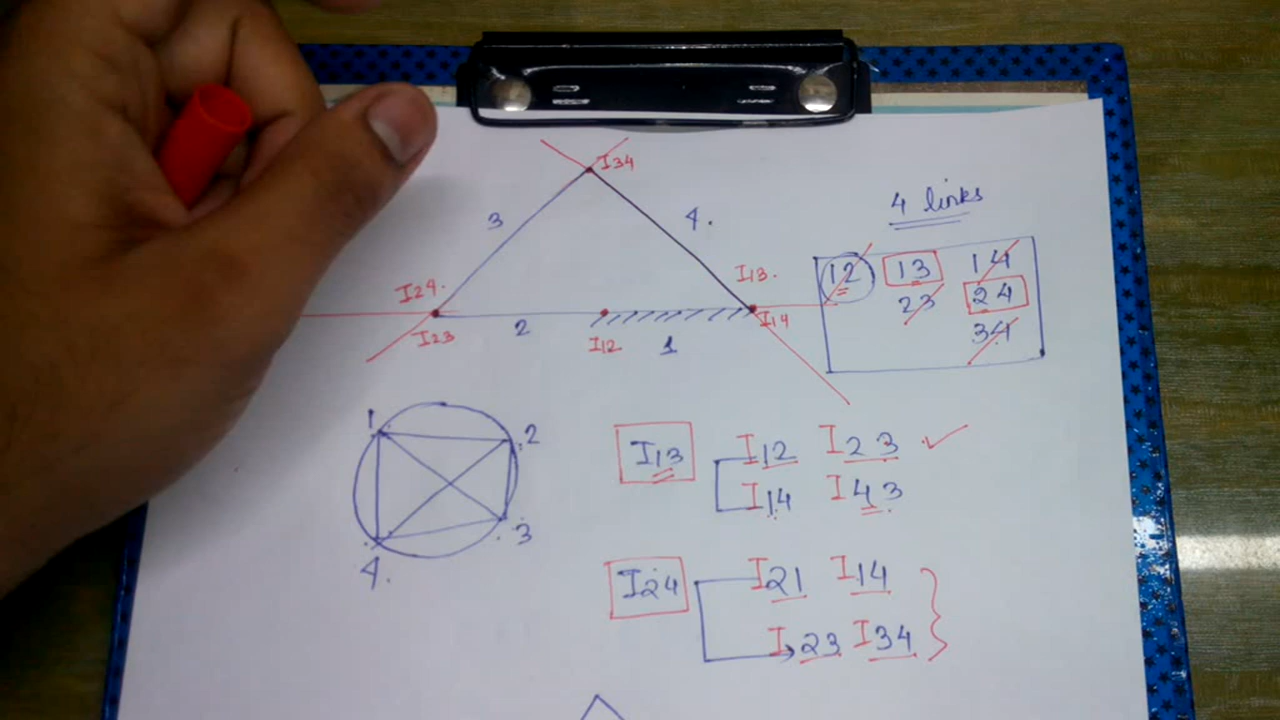 I34
3
4.
4 links
I24.
I13.
12 13 14
23 24
34
I23
2
I12
1
I14
1
2
3
4.
I13
I12 I23 ✓
I14 I43
I24
I21 I14
I23 I34